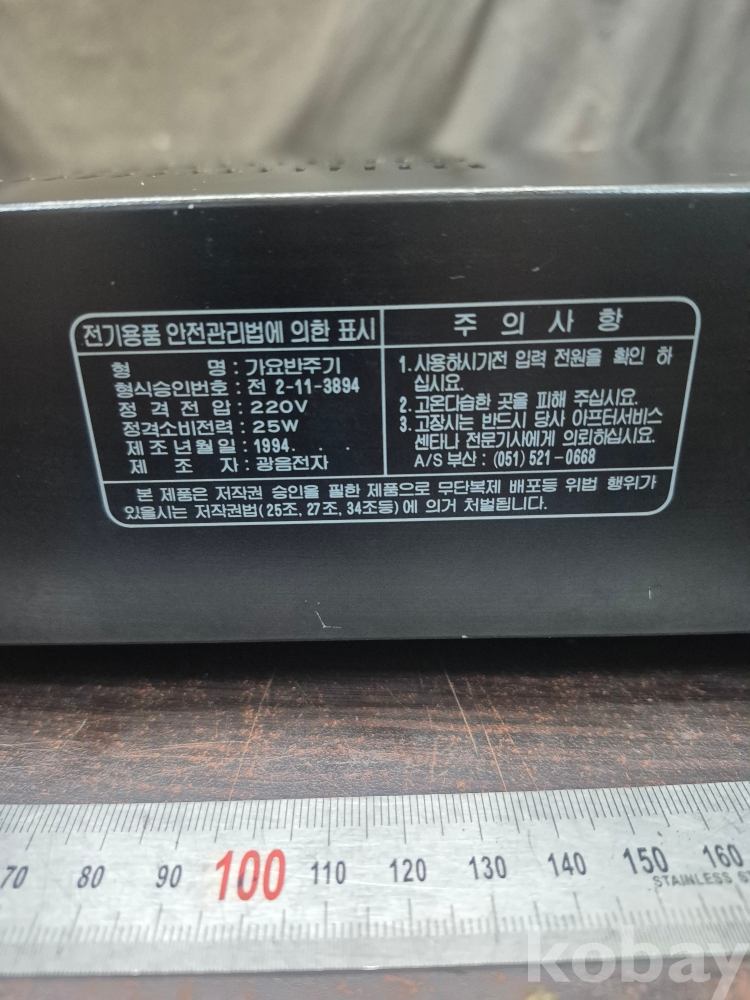 전기용품 안전관리법에 의한 표시
형 명 : 가요반주기
형식승인번호 : 전 2-11-3894
정 격 전 압 : 220V
정격소비전력 : 25W
제 조 년 월 일 : 1994. . .
제 조 자 : 광음전자
주 의 사 항
1. 사용하시기전 입력 전원을 확인 하
십시요.
2. 고온다습한 곳을 피해 주십시요.
3. 고장시는 반드시 당사 아프터서비스
센타나 전문기사에게 의뢰하십시요.
A/S 부산 : (051) 521-0668
본 제품은 저작권 승인을 필한 제품으로 무단복제 배포등 위법 행위가
있을시는 저작권법(25조, 27조, 34조등)에 의거 처벌됩니다.
70 80 90 100 110 120 130 140 150 160
STAINLESS
kobay